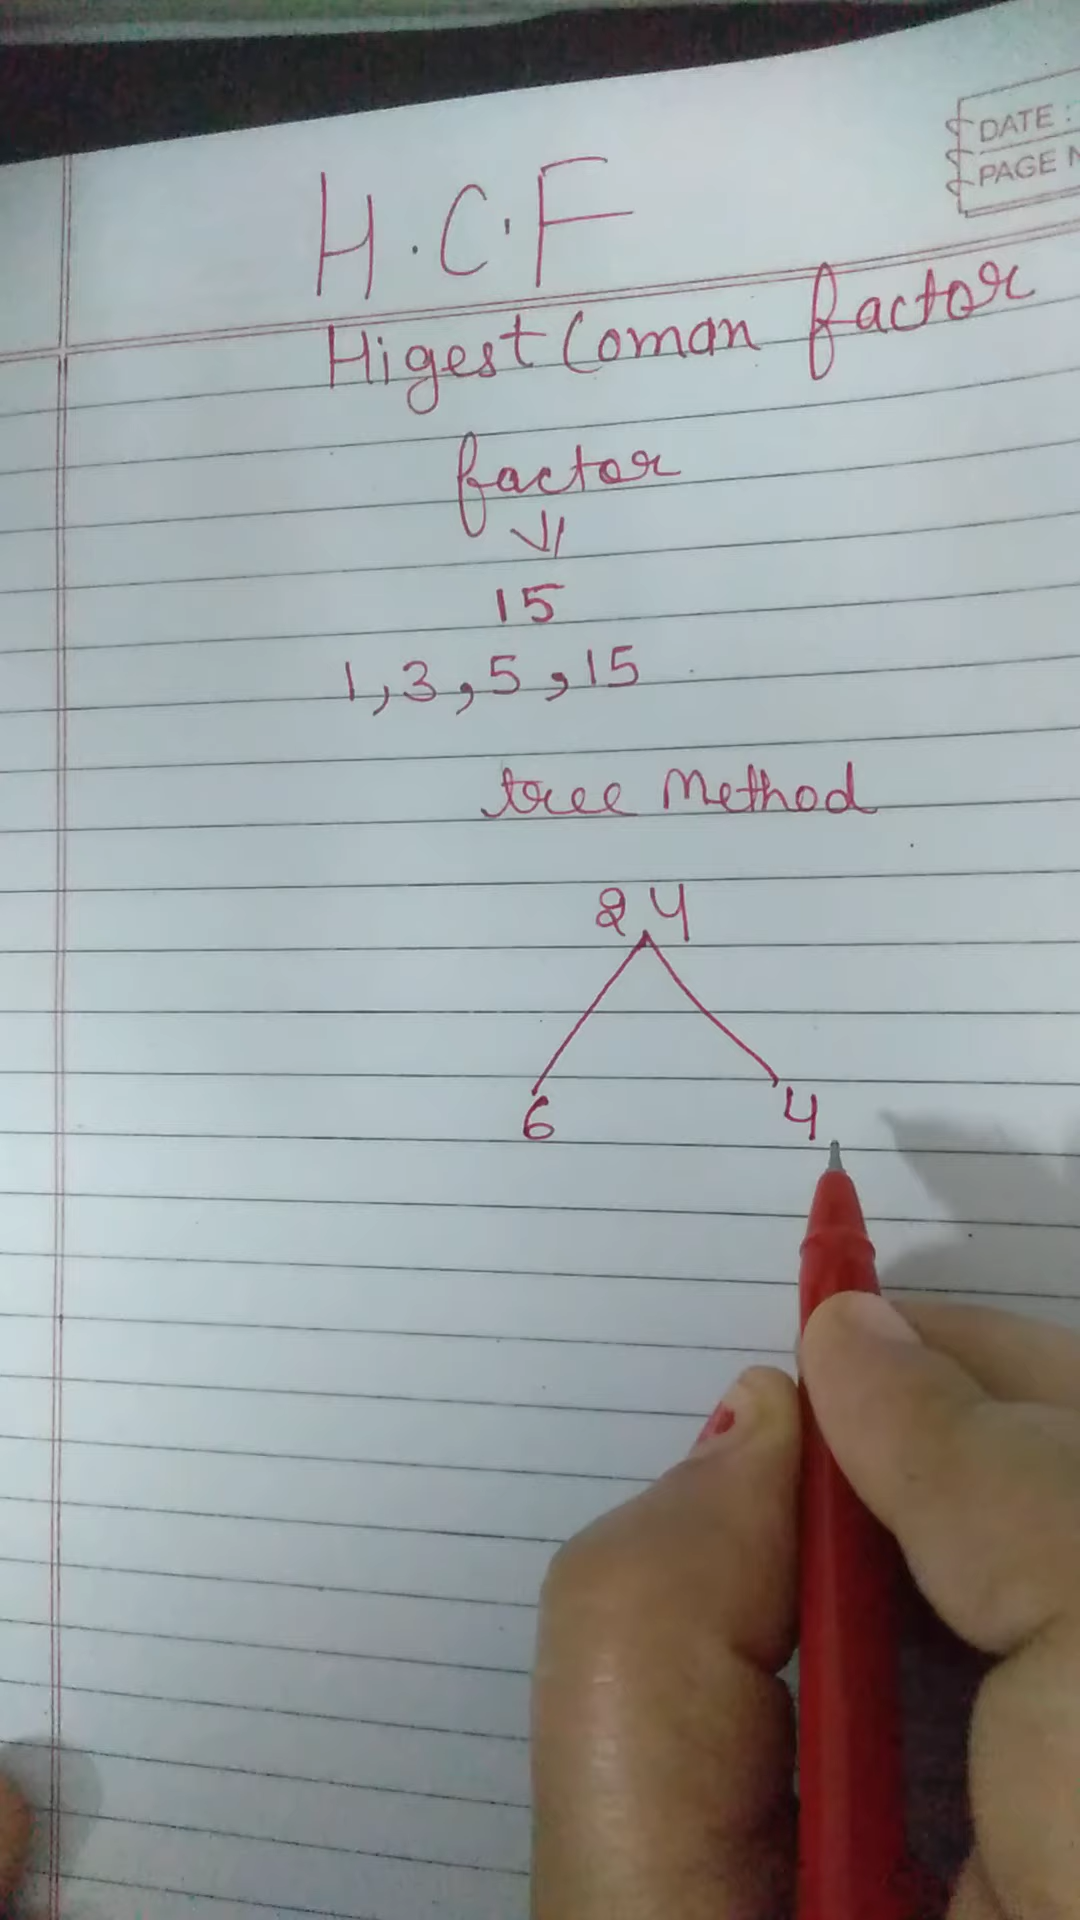 DATE :
PAGE N
H.C.F
Higest Coman factor
factor
15
1,3,5,15
tree Method
24
6 4